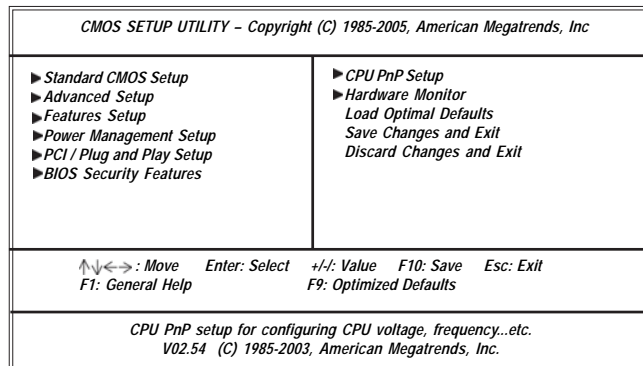 CMOS SETUP UTILITY – Copyright (C) 1985-2005, American Megatrends, Inc
▶ Standard CMOS Setup
▶ Advanced Setup
▶ Features Setup
▶ Power Management Setup
▶ PCI / Plug and Play Setup
▶ BIOS Security Features
▶ CPU PnP Setup
▶ Hardware Monitor
Load Optimal Defaults
Save Changes and Exit
Discard Changes and Exit
↑↓←→ : Move Enter: Select +/-/: Value F10: Save Esc: Exit
F1: General Help F9: Optimized Defaults
CPU PnP setup for configuring CPU voltage, frequency...etc.
V02.54 (C) 1985-2003, American Megatrends, Inc.